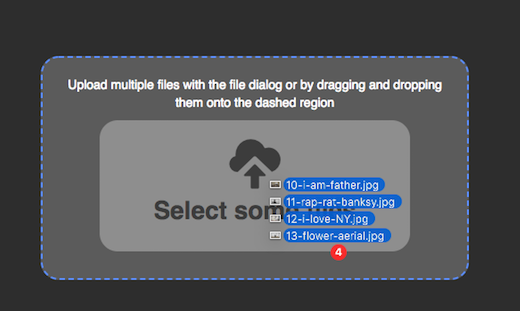 Upload multiple files with the file dialog or by dragging and dropping
them onto the dashed region
10-i-am-father.jpg
11-rap-rat-banksy.jpg
Select some
12-i-love-NY.jpg
13-flower-aerial.jpg
4